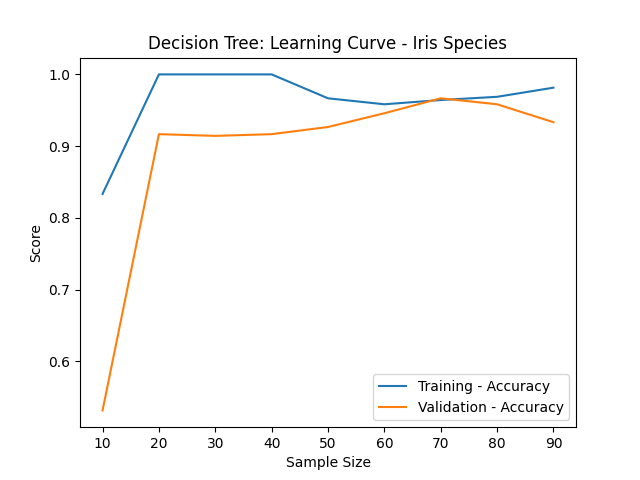 Decision Tree: Learning Curve - Iris Species
1.0
0.9
0.8
0.7
0.6
Score
10 20 30 40 50 60 70 80 90
Sample Size
Training - Accuracy
Validation - Accuracy